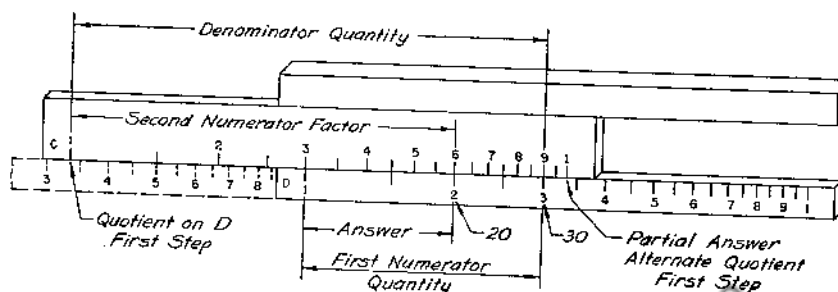 Denominator Quantity
Second Numerator Factor
C 2 3 4 5 6 7 8 9 1
3 4 5 6 7 8 D 2 3 4 5 6 7 8 9
Quotient on D
First Step
Answer
20
30
First Numerator
Quantity
Partial Answer
Alternate Quotient
First Step